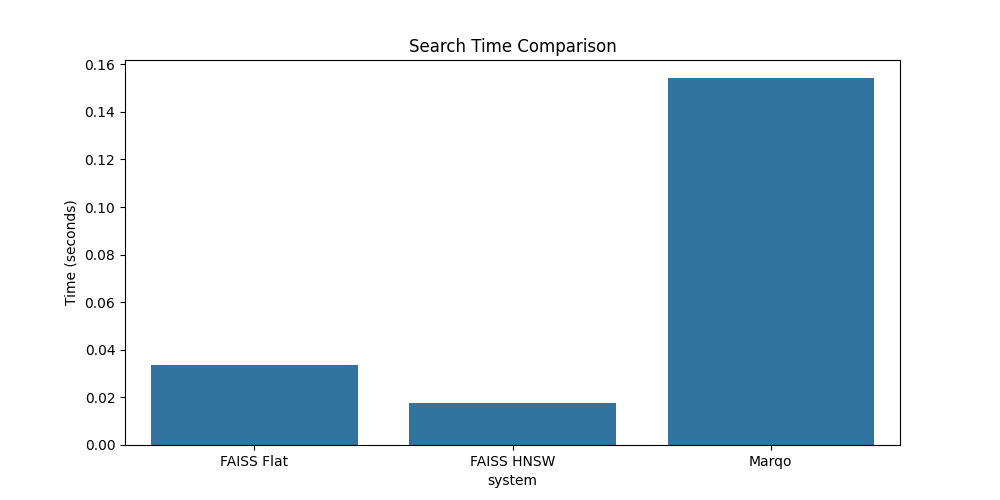 Search Time Comparison
0.16
0.14
0.12
0.10
0.08
0.06
0.04
0.02
0.00
Time (seconds)
FAISS Flat
FAISS HNSW
Marqo
system